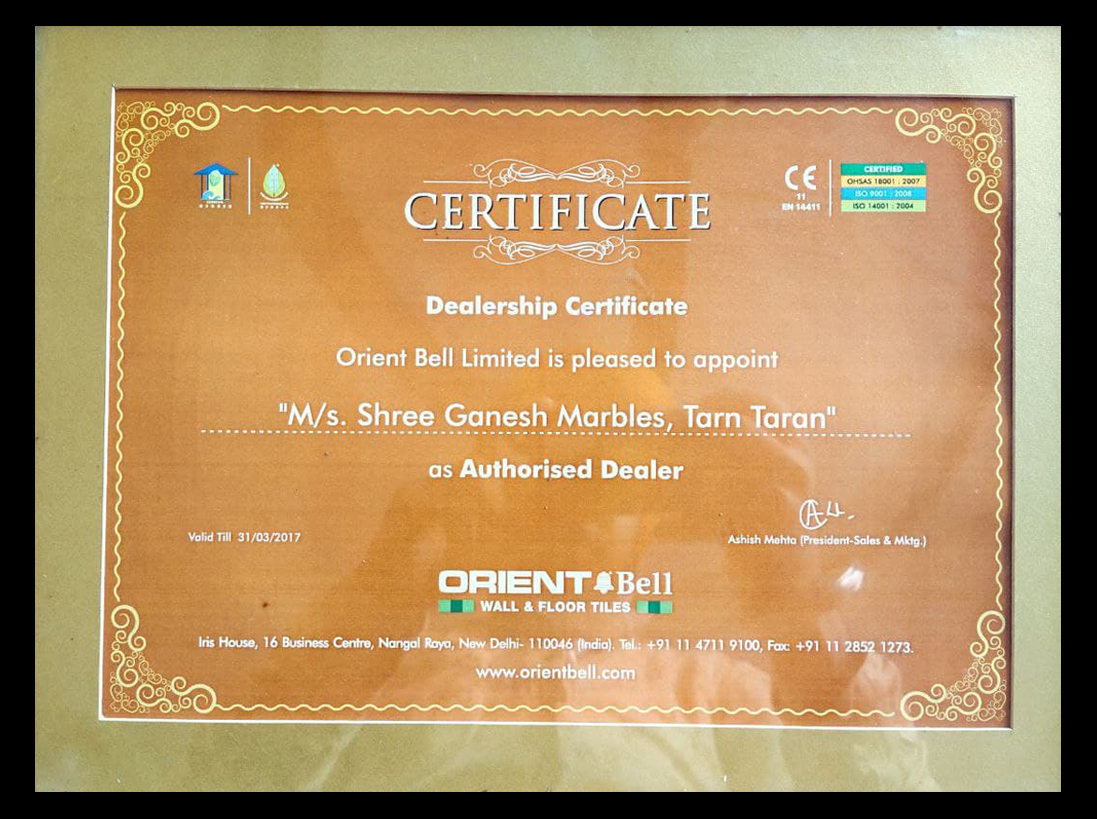 CERTIFICATE
CE
11
EN 14411
CERTIFIED
OHSAS 18001 : 2007
ISO 9001 : 2008
ISO 14001 : 2004
Dealership Certificate
Orient Bell Limited is pleased to appoint
"M/s. Shree Ganesh Marbles, Tarn Taran"
as Authorised Dealer
Valid Till 31/03/2017
Ashish Mehta (President-Sales & Mktg.)
ORIENT Bell
WALL & FLOOR TILES
Iris House, 16 Business Centre, Nangal Raya, New Delhi- 110046 (India). Tel.: +91 11 4711 9100, Fax: +91 11 2852 1273.
www.orientbell.com